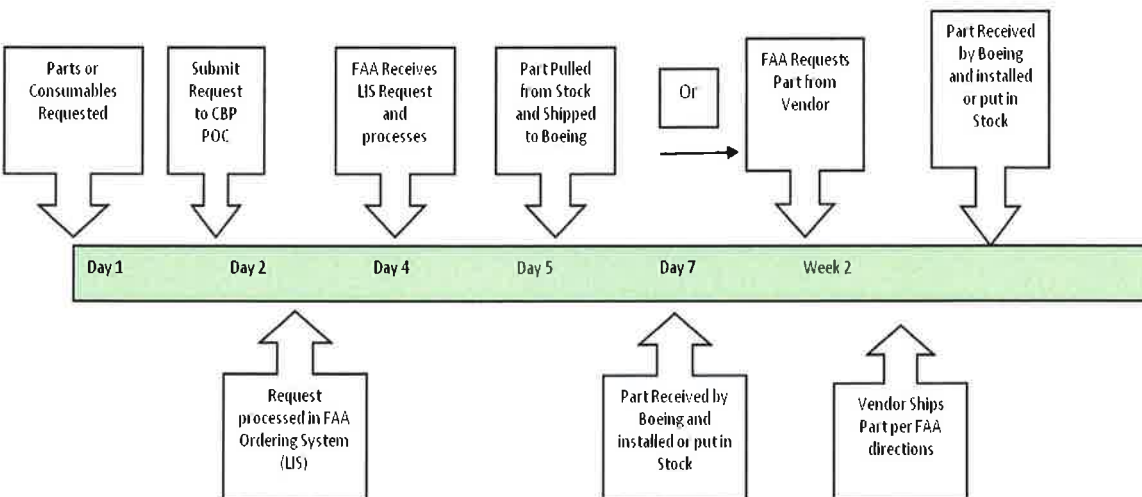 Parts or
Consumables
Requested
Submit
Request
to CBP
POC
FAA Receives
LIS Request
and
processes
Part Pulled
from Stock
and Shipped
to Boeing
Or
FAA Requests
Part from
Vendor
Part Received
by Boeing
and installed
or put in
Stock
Day 1
Day 2
Day 4
Day 5
Day 7
Week 2
Request
processed in FAA
Ordering System
(LIS)
Part Received by
Boeing and
installed or put in
Stock
Vendor Ships
Part per FAA
directions